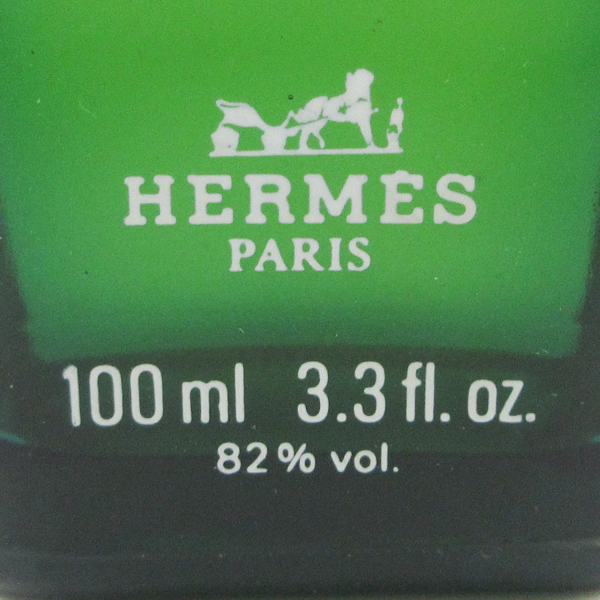 HERMÈS
PARIS
100 ml 3.3 fl. oz.
82% vol.